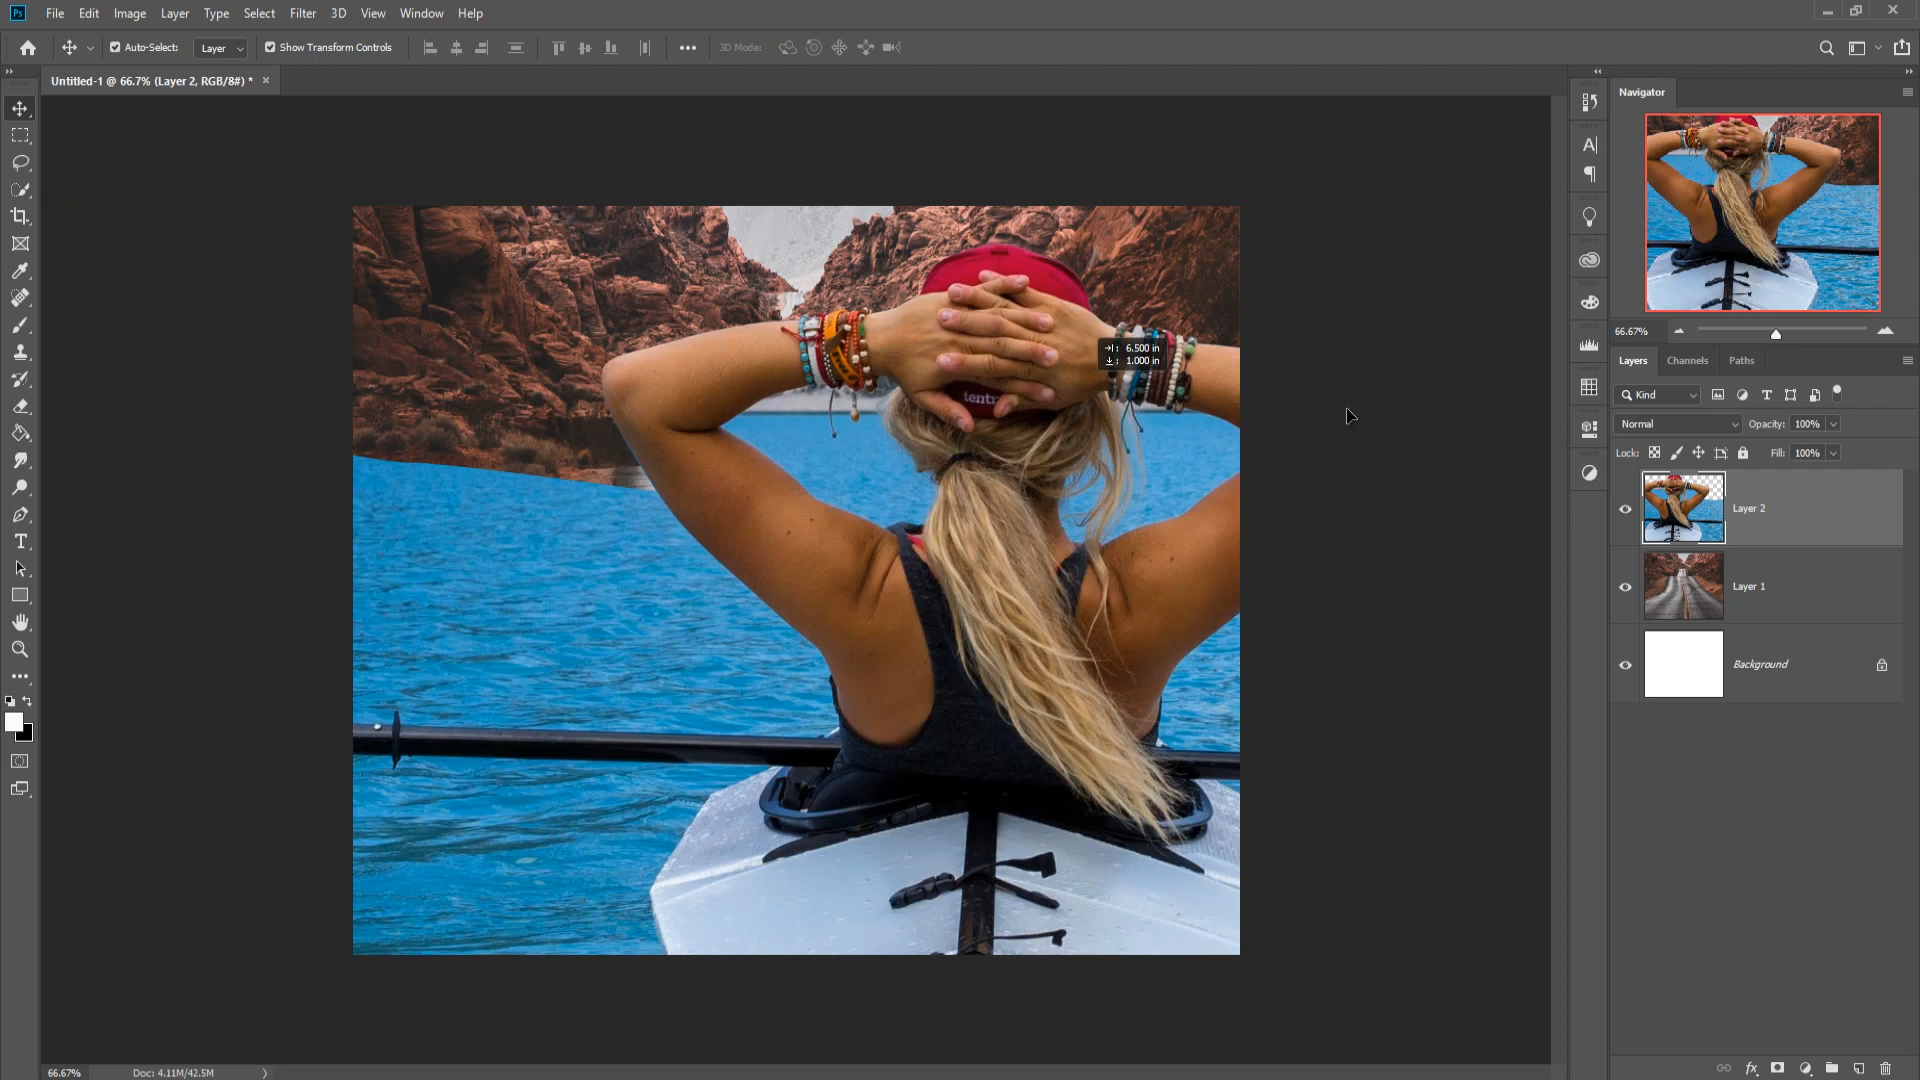 Ps File Edit Image Layer Type Select Filter 3D View Window Help
Auto-Select: Layer Show Transform Controls 3D Mode:
Untitled-1 @ 66.7% (Layer 2, RGB/8#) *
Navigator
66.67%
Layers Channels Paths
Kind
Normal Opacity: 100%
Lock: Fill: 100%
Layer 2
Layer 1
Background
6.500 in
1.000 in
66.67% Doc: 4.11M/42.5M